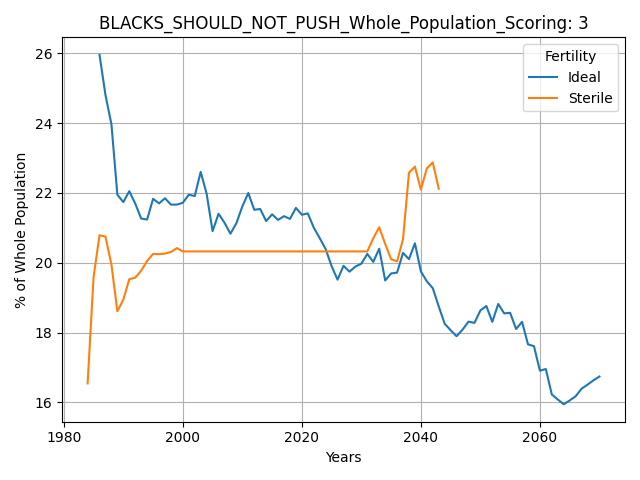 BLACKS_SHOULD_NOT_PUSH_Whole_Population_Scoring: 3
26
24
22
20
18
16
% of Whole Population
Fertility
Ideal
Sterile
1980
2000
2020
2040
2060
Years